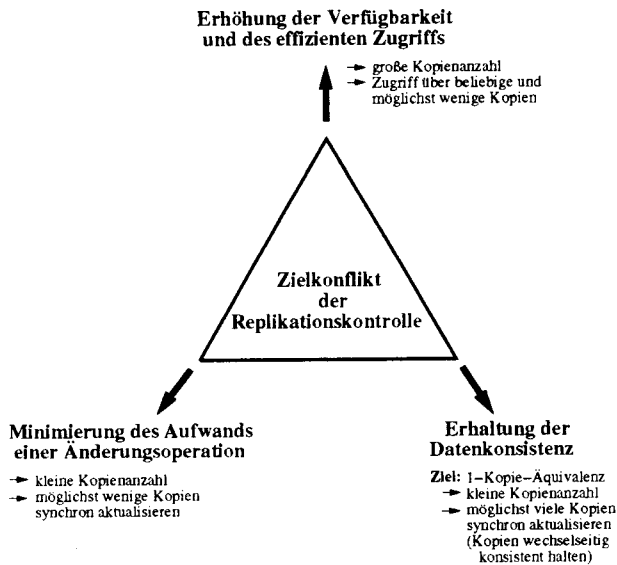 Erhöhung der Verfügbarkeit
und des effizienten Zugriffs
→ große Kopienanzahl
→ Zugriff über beliebige und
möglichst wenige Kopien
Zielkonflikt
der
Replikationskontrolle
Minimierung des Aufwands
einer Änderungsoperation
→ kleine Kopienanzahl
→ möglichst wenige Kopien
synchron aktualisieren
Erhaltung der
Datenkonsistenz
Ziel: 1-Kopie-Äquivalenz
→ kleine Kopienanzahl
→ möglichst viele Kopien
synchron aktualisieren
(Kopien wechselseitig
konsistent halten)